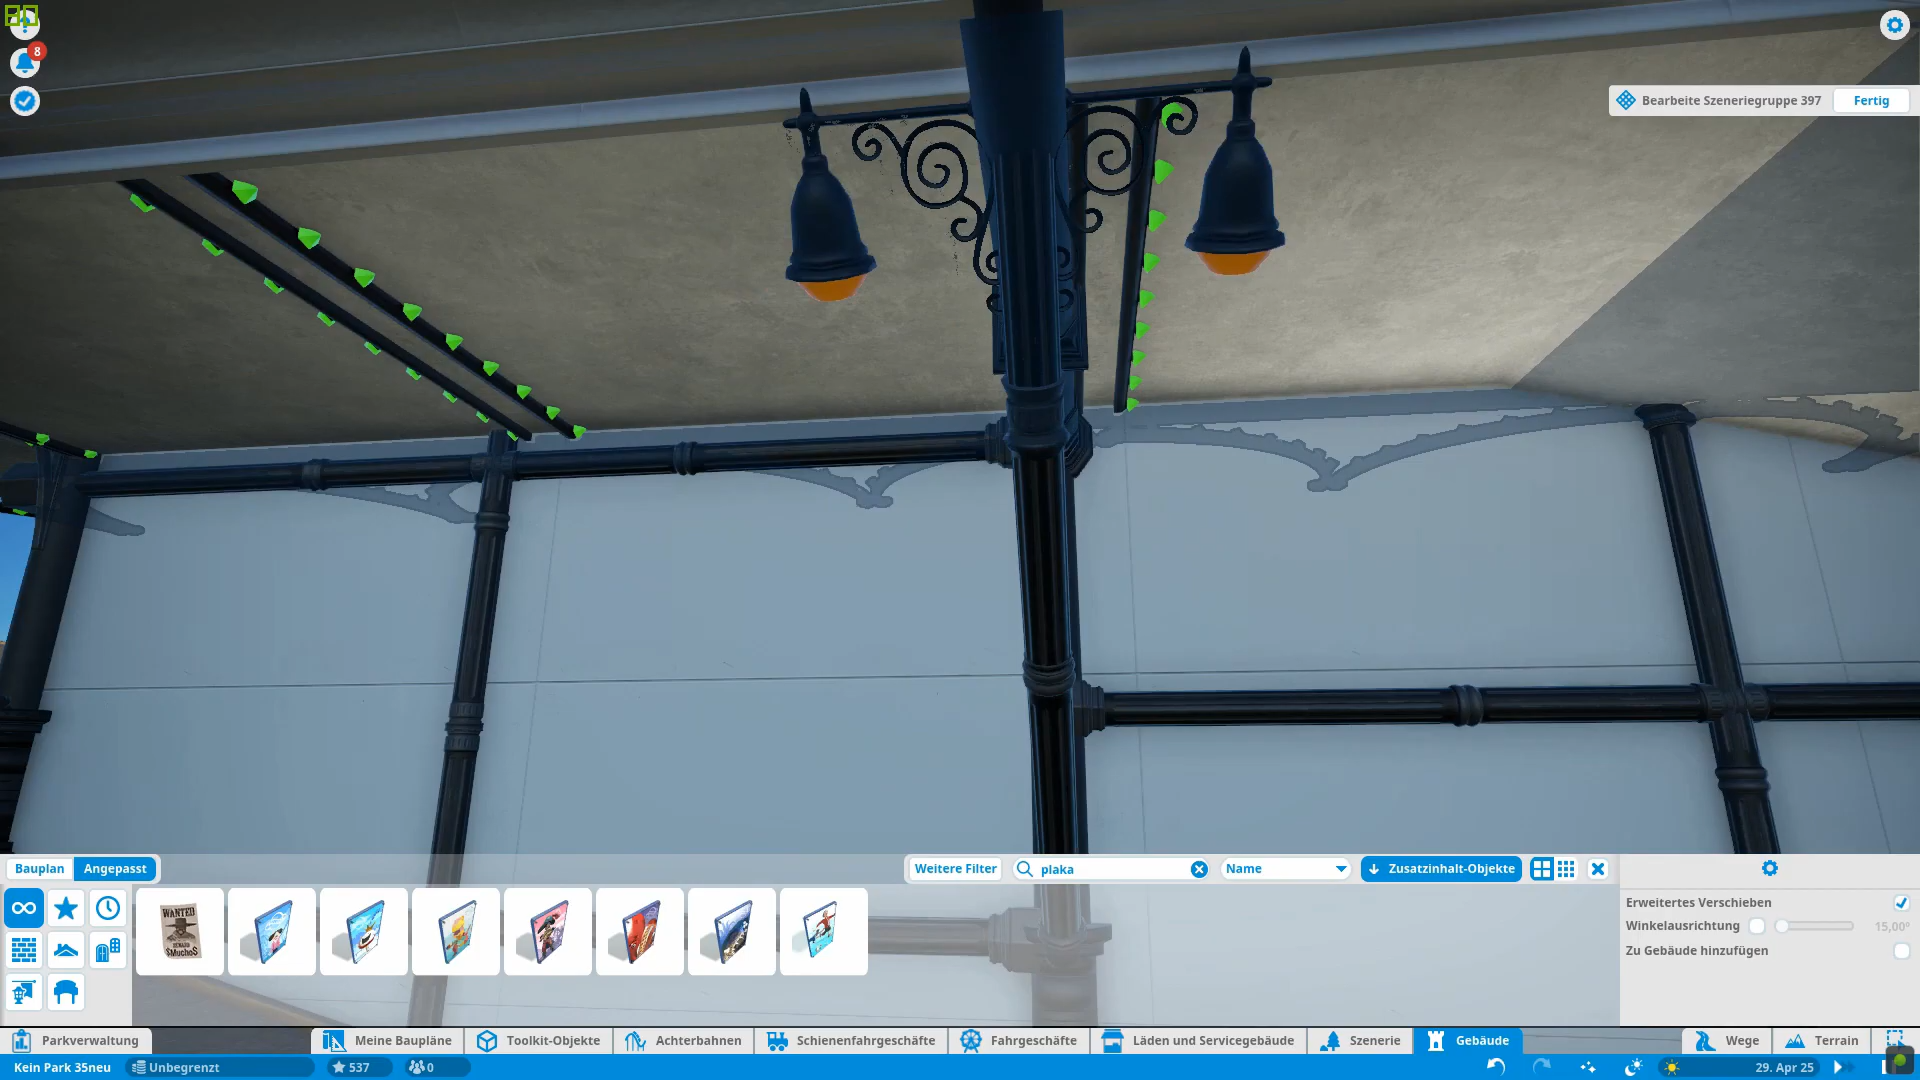 8
Bearbeite Szeneriegruppe 397
Fertig
Bauplan
Angepasst
Weitere Filter
plaka
Name
Zusatzinhalt-Objekte
WANTED
$MuchoS
Erweitertes Verschieben
Winkelausrichtung
15,00°
Zu Gebäude hinzufügen
Parkverwaltung
Meine Baupläne
Toolkit-Objekte
Achterbahnen
Schienenfahrgeschäfte
Fahrgeschäfte
Läden und Servicegebäude
Szenerie
Gebäude
Wege
Terrain
Kein Park 35neu
Unbegrenzt
537
0
29. Apr 25